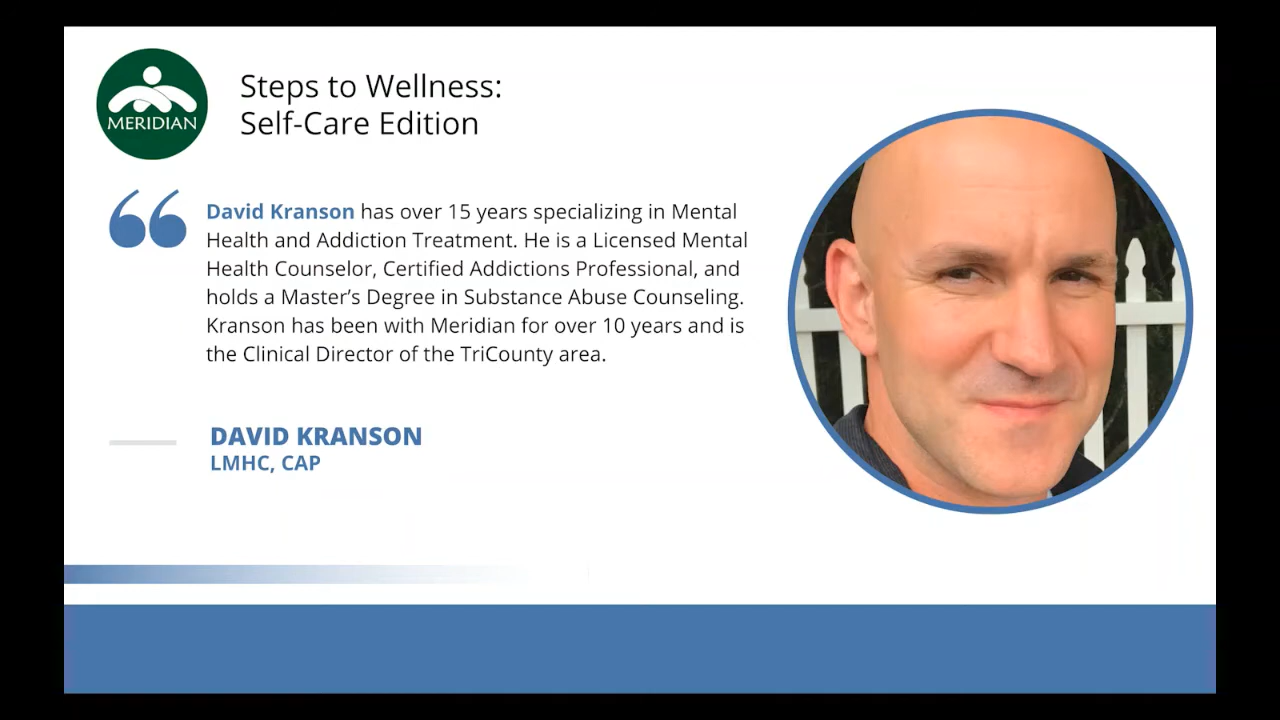 MERIDIAN
Steps to Wellness:
Self-Care Edition
“
David Kranson has over 15 years specializing in Mental
Health and Addiction Treatment. He is a Licensed Mental
Health Counselor, Certified Addictions Professional, and
holds a Master’s Degree in Substance Abuse Counseling.
Kranson has been with Meridian for over 10 years and is
the Clinical Director of the TriCounty area.
DAVID KRANSON
LMHC, CAP